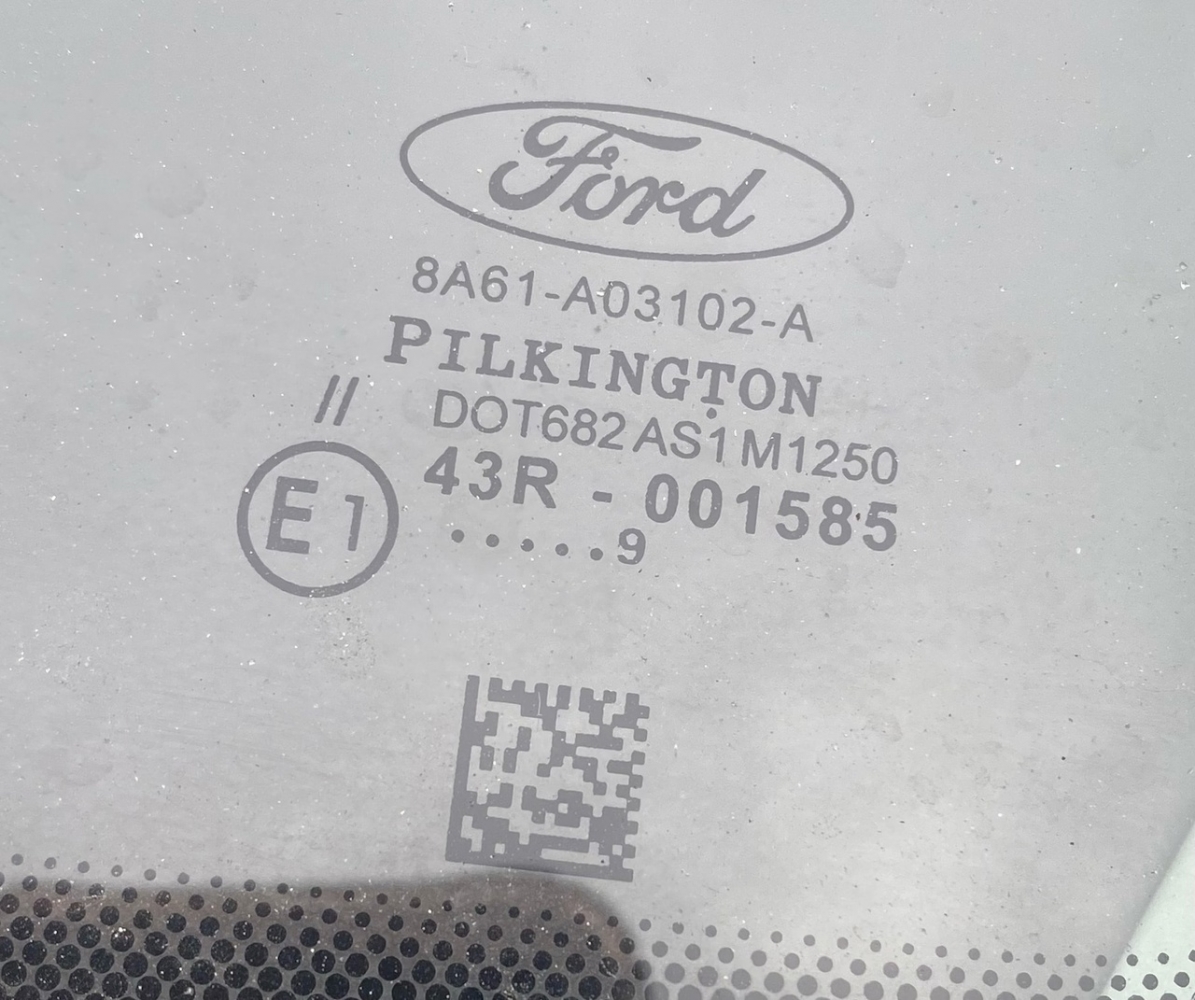 Ford
8A61-A03102-A
PILKINGTON
// DOT682 AS1 M1250
E1 43R - 001585
.....9